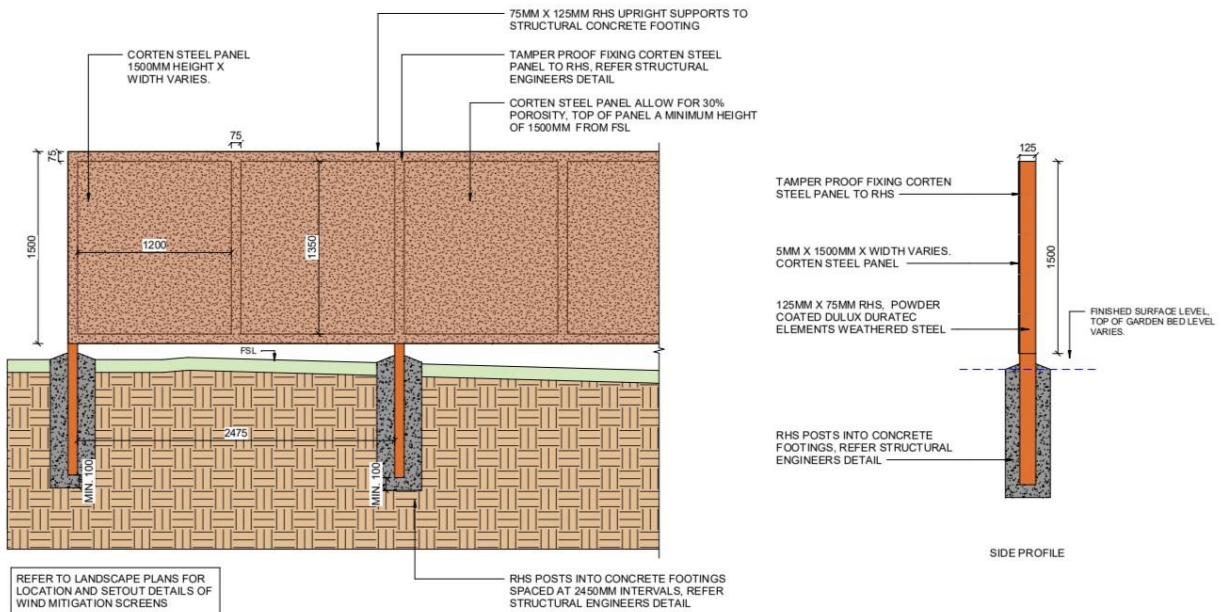 75MM X 125MM RHS UPRIGHT SUPPORTS TO
STRUCTURAL CONCRETE FOOTING
CORTEN STEEL PANEL
1500MM HEIGHT X
WIDTH VARIES.
TAMPER PROOF FIXING CORTEN STEEL
PANEL TO RHS, REFER STRUCTURAL
ENGINEERS DETAIL
CORTEN STEEL PANEL ALLOW FOR 30%
POROSITY, TOP OF PANEL A MINIMUM HEIGHT
OF 1500MM FROM FSL
75
75
1500
1200
1350
FSL
2475
MIN. 100
MIN. 100
REFER TO LANDSCAPE PLANS FOR
LOCATION AND SETOUT DETAILS OF
WIND MITIGATION SCREENS
RHS POSTS INTO CONCRETE FOOTINGS
SPACED AT 2450MM INTERVALS, REFER
STRUCTURAL ENGINEERS DETAIL
125
TAMPER PROOF FIXING CORTEN
STEEL PANEL TO RHS
5MM X 1500MM X WIDTH VARIES.
CORTEN STEEL PANEL
1500
125MM X 75MM RHS, POWDER
COATED DULUX DURATEC
ELEMENTS WEATHERED STEEL
FINISHED SURFACE LEVEL,
TOP OF GARDEN BED LEVEL
VARIES.
RHS POSTS INTO CONCRETE
FOOTINGS, REFER STRUCTURAL
ENGINEERS DETAIL
SIDE PROFILE